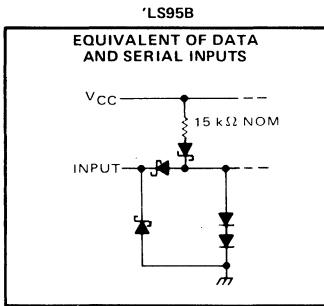 'LS95B
EQUIVALENT OF DATA
AND SERIAL INPUTS
VCC
15 kΩ NOM
INPUT